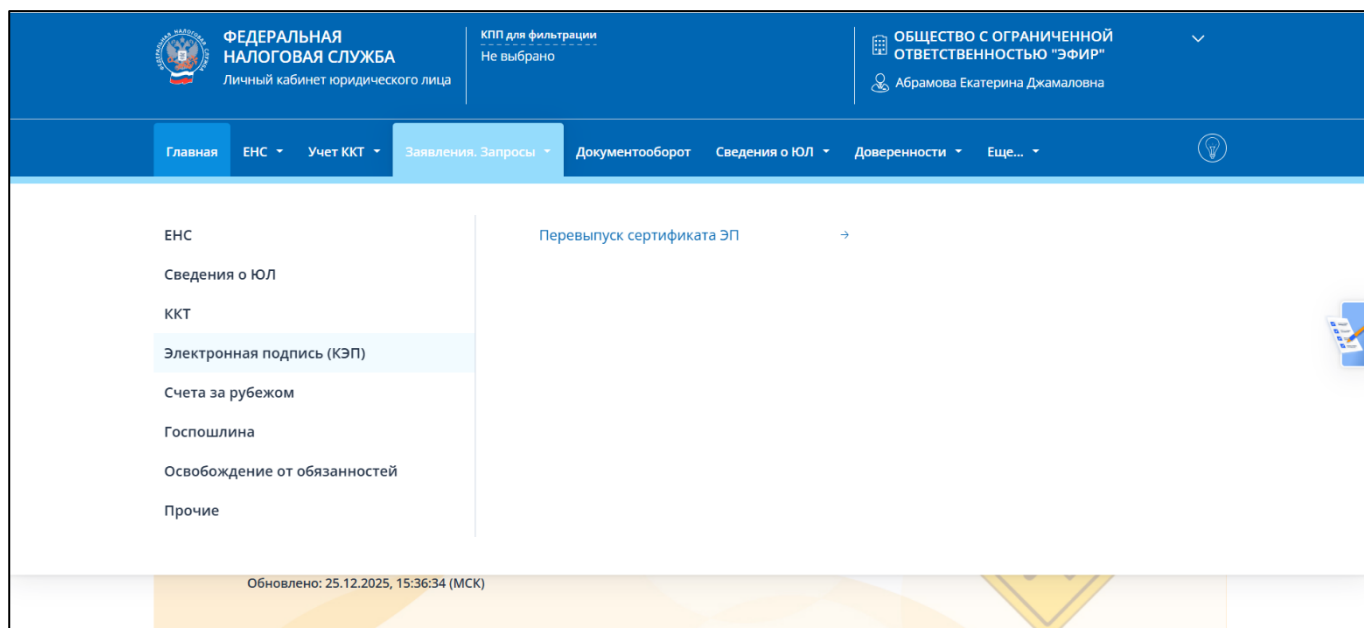 ФЕДЕРАЛЬНАЯ
НАЛОГОВАЯ СЛУЖБА
Личный кабинет юридического лица
КПП для фильтрации
Не выбрано
ОБЩЕСТВО С ОГРАНИЧЕННОЙ
ОТВЕТСТВЕННОСТЬЮ "ЭФИР"
Абрамова Екатерина Джамаловна
Главная ЕНС Учет ККТ Заявления. Запросы Документооборот Сведения о ЮЛ Доверенности Еще...
ЕНС
Сведения о ЮЛ
ККТ
Электронная подпись (КЭП)
Счета за рубежом
Госпошлина
Освобождение от обязанностей
Прочие
Перевыпуск сертификата ЭП
Обновлено: 25.12.2025, 15:36:34 (МСК)